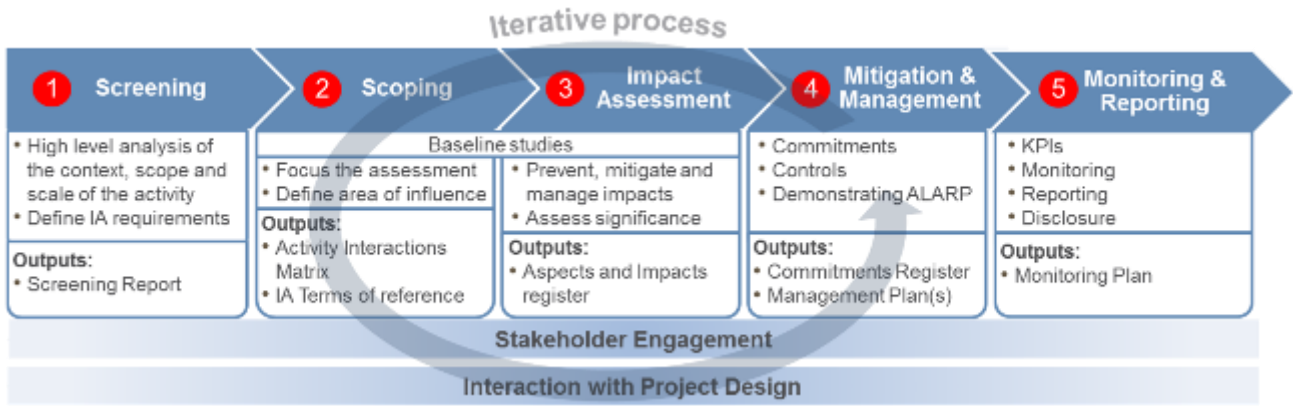 Iterative process
1 Screening
2 Scoping
3 Impact
Assessment
4 Mitigation &
Management
5 Monitoring &
Reporting
• High level analysis of
the context, scope and
scale of the activity
• Define IA requirements
Outputs:
• Screening Report
Baseline studies
• Focus the assessment
• Define area of influence
Outputs:
• Activity Interactions
Matrix
• IA Terms of reference
• Prevent, mitigate and
manage impacts
• Assess significance
Outputs:
• Aspects and Impacts
register
• Commitments
• Controls
• Demonstrating ALARP
Outputs:
• Commitments Register
• Management Plan(s)
• KPIs
• Monitoring
• Reporting
• Disclosure
Outputs:
• Monitoring Plan
Stakeholder Engagement
Interaction with Project Design